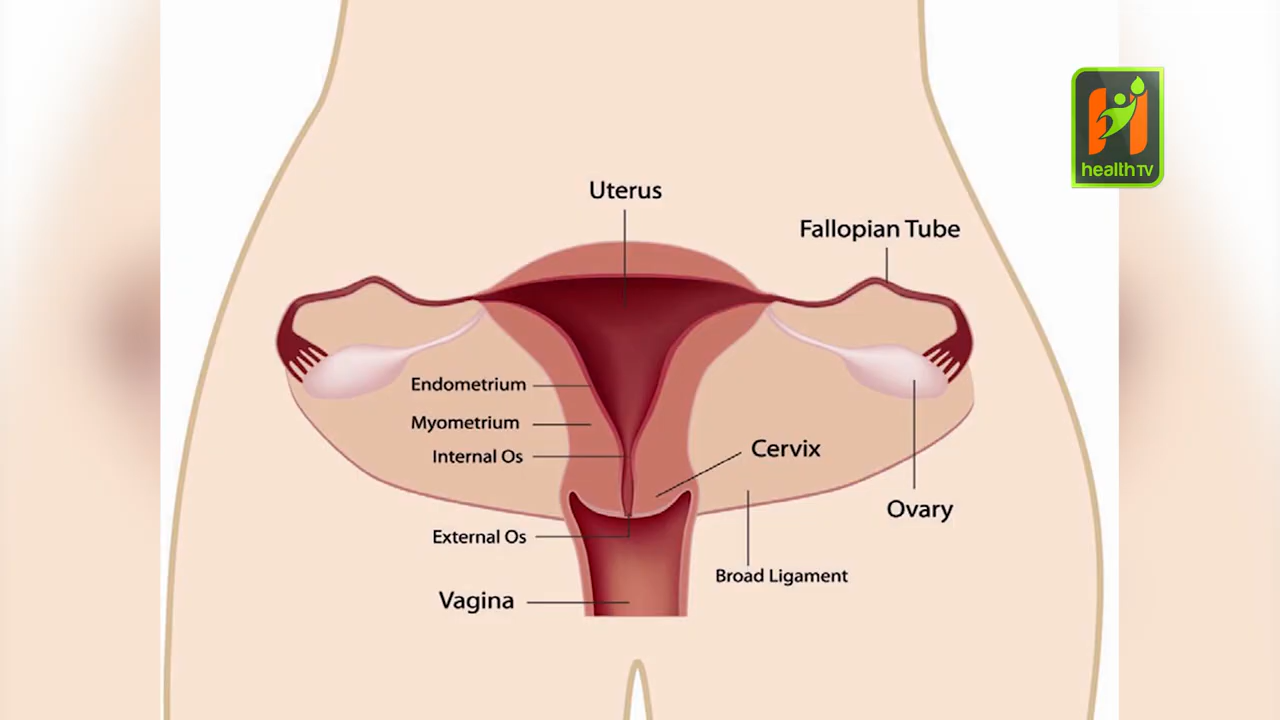 health TV
Uterus
Fallopian Tube
Endometrium
Myometrium
Internal Os
Cervix
Ovary
External Os
Broad Ligament
Vagina